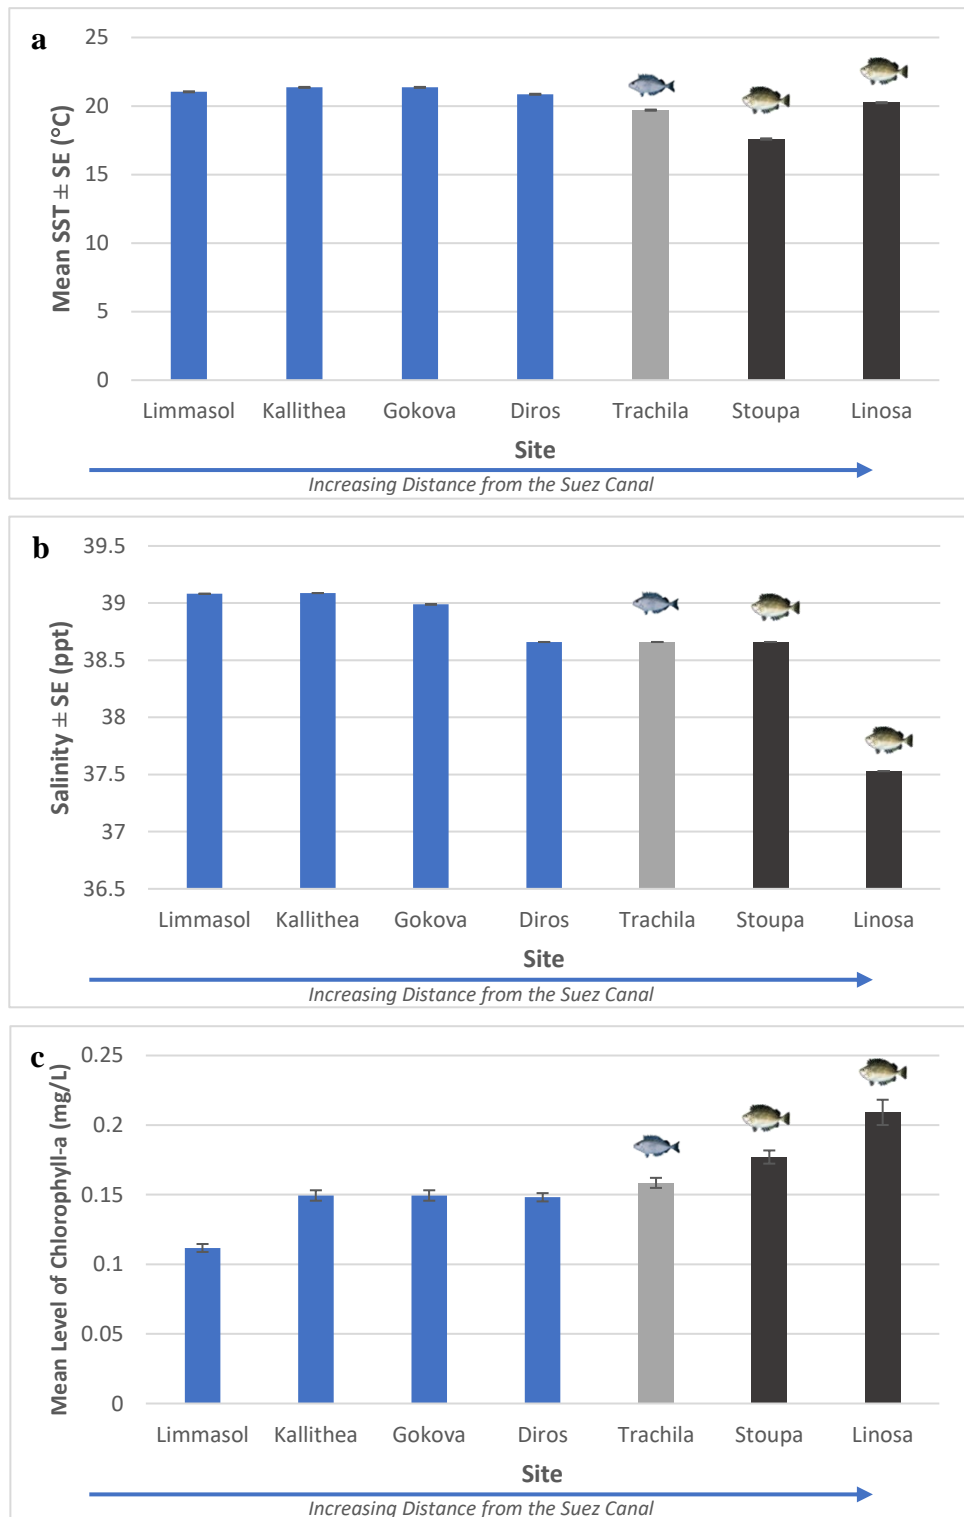 a
25
20
15
10
5
0
Mean SST ± SE (°C)
Limmasol Kallithea Gokova Diros Trachila Stoupa Linosa
Site
Increasing Distance from the Suez Canal
b
39.5
39
38.5
38
37.5
37
36.5
Salinity ± SE (ppt)
Limmasol Kallithea Gokova Diros Trachila Stoupa Linosa
Site
Increasing Distance from the Suez Canal
c
0.25
0.2
0.15
0.1
0.05
0
Mean Level of Chlorophyll-a (mg/L)
Limmasol Kallithea Gokova Diros Trachila Stoupa Linosa
Site
Increasing Distance from the Suez Canal